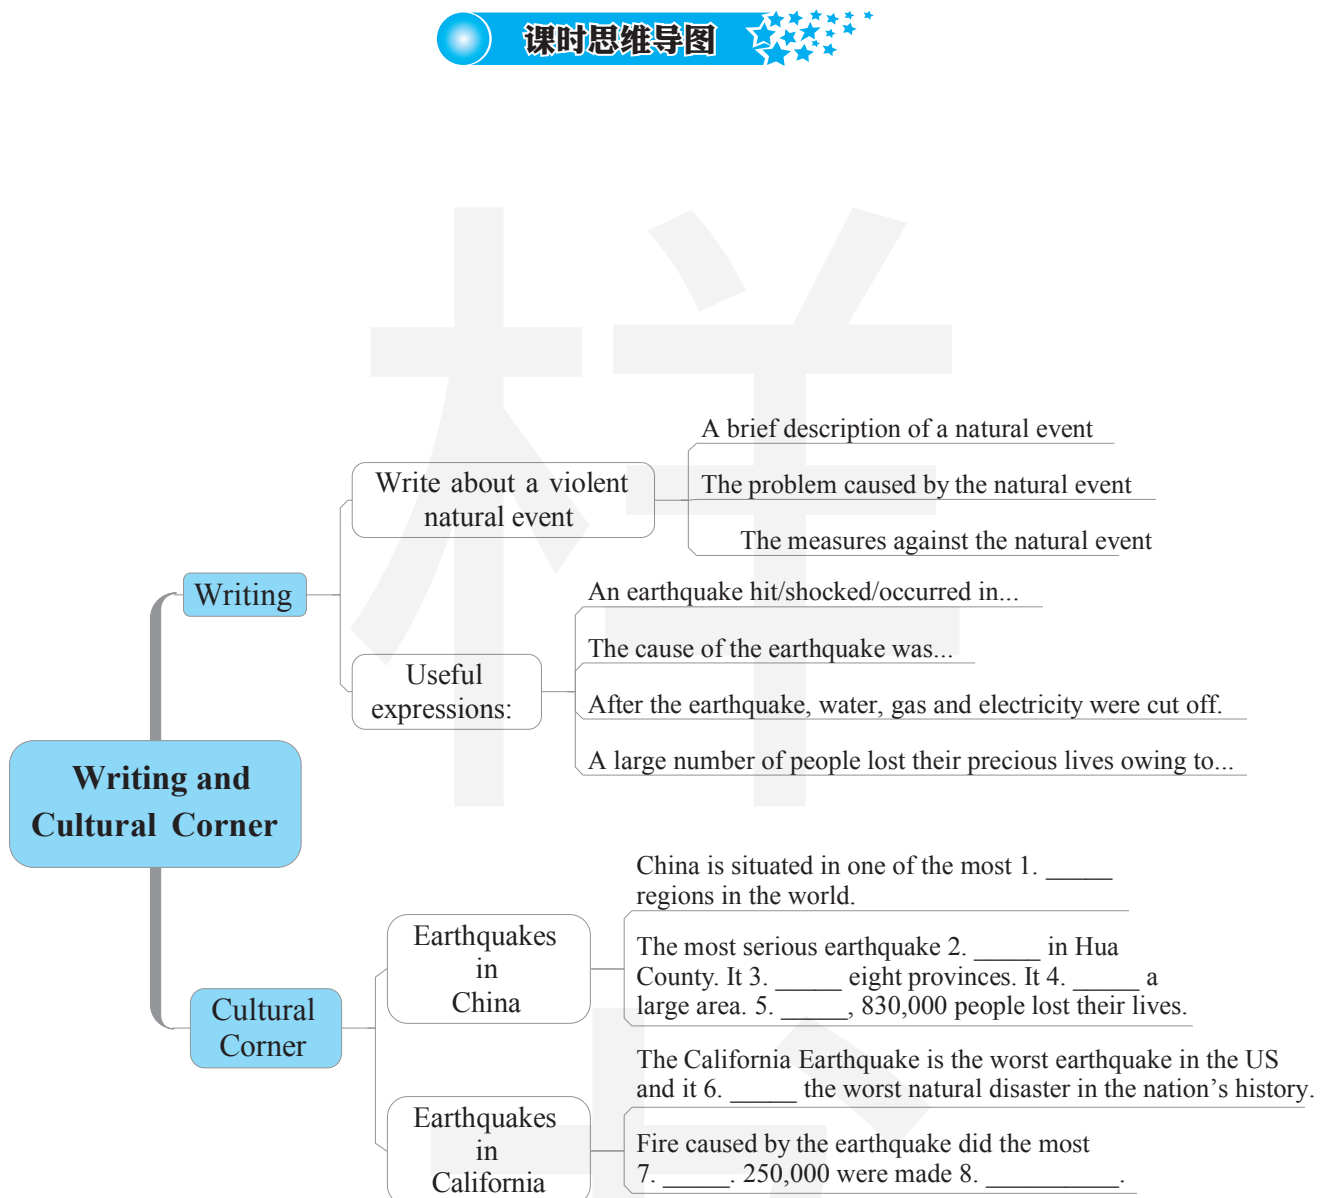 课时思维导图
A brief description of a natural event
Write about a violent
natural event
The problem caused by the natural event
The measures against the natural event
Writing
An earthquake hit/shocked/occurred in...
The cause of the earthquake was...
Useful
expressions:
After the earthquake, water, gas and electricity were cut off.
A large number of people lost their precious lives owing to...
Writing and
Cultural Corner
China is situated in one of the most 1. _____
regions in the world.
Earthquakes
in
China
The most serious earthquake 2. _____ in Hua
County. It 3. _____ eight provinces. It 4. _____ a
large area. 5. _____, 830,000 people lost their lives.
Cultural
Corner
The California Earthquake is the worst earthquake in the US
and it 6. _____ the worst natural disaster in the nation's history.
Earthquakes
in
California
Fire caused by the earthquake did the most
7. _____. 250,000 were made 8. __________.
样